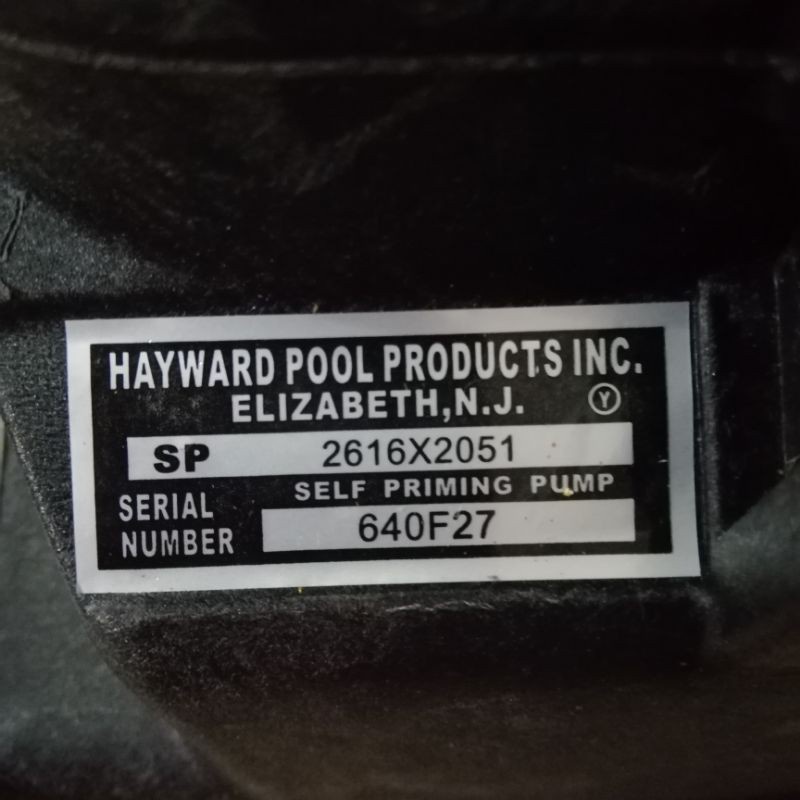 HAYWARD POOL PRODUCTS INC.
ELIZABETH, N.J. Ⓨ
SP 2616X2051
SELF PRIMING PUMP
SERIAL NUMBER 640F27